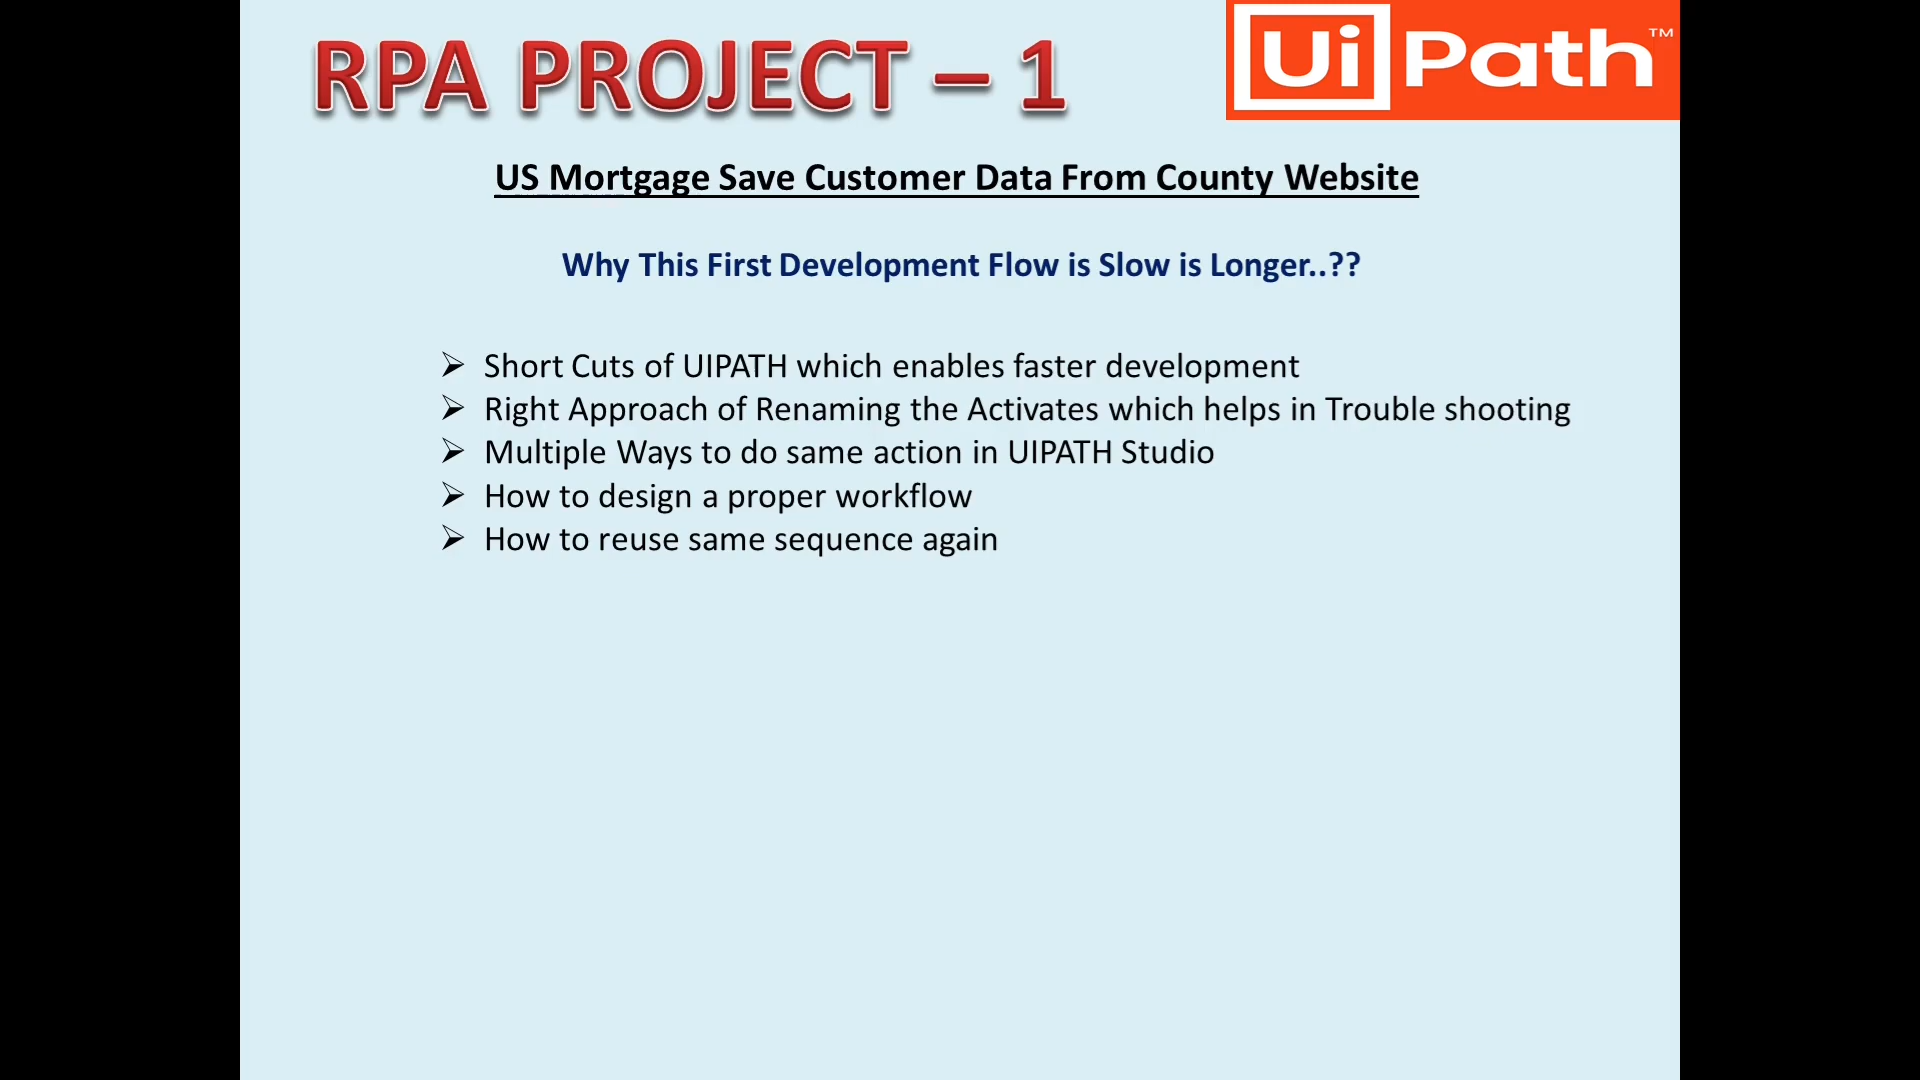 RPA PROJECT – 1
UiPath™
US Mortgage Save Customer Data From County Website
Why This First Development Flow is Slow is Longer..??
➢ Short Cuts of UIPATH which enables faster development
➢ Right Approach of Renaming the Activates which helps in Trouble shooting
➢ Multiple Ways to do same action in UIPATH Studio
➢ How to design a proper workflow
➢ How to reuse same sequence again